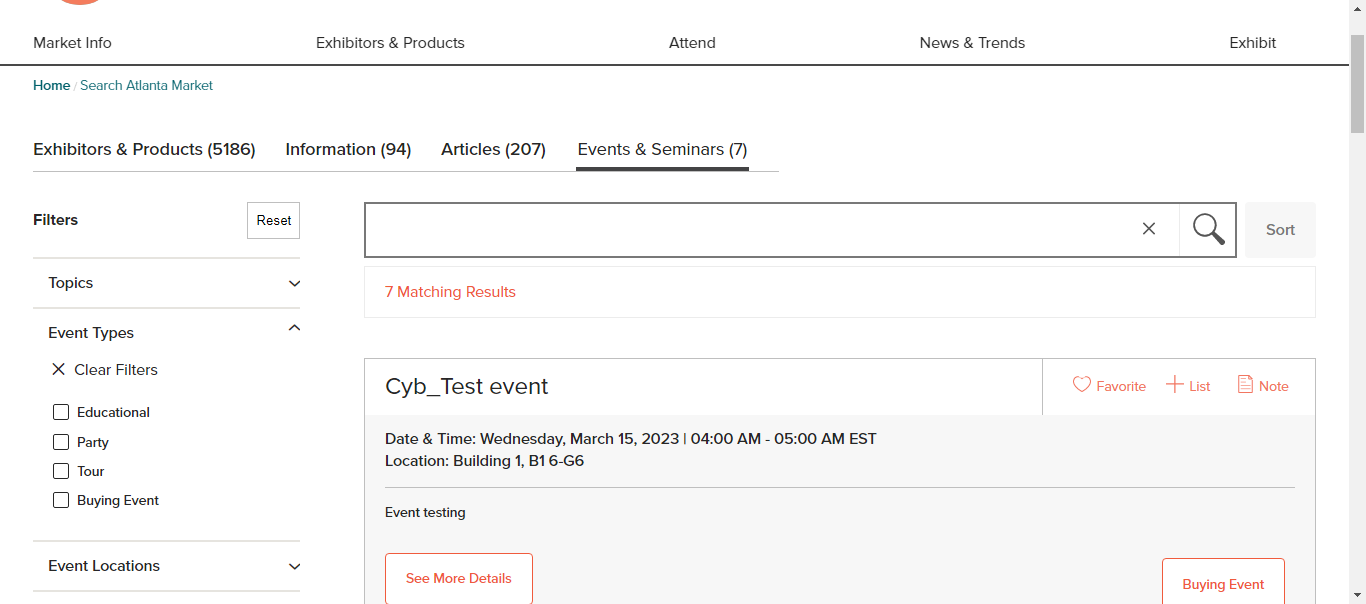 Market Info
Exhibitors & Products
Attend
News & Trends
Exhibit
Home / Search Atlanta Market
Exhibitors & Products (5186)
Information (94)
Articles (207)
Events & Seminars (7)
Filters
Reset
Sort
Topics
7 Matching Results
Event Types
Clear Filters
Educational
Party
Tour
Buying Event
Event Locations
Cyb_Test event
Favorite
List
Note
Date & Time: Wednesday, March 15, 2023 | 04:00 AM - 05:00 AM EST
Location: Building 1, B1 6-G6
Event testing
See More Details
Buying Event